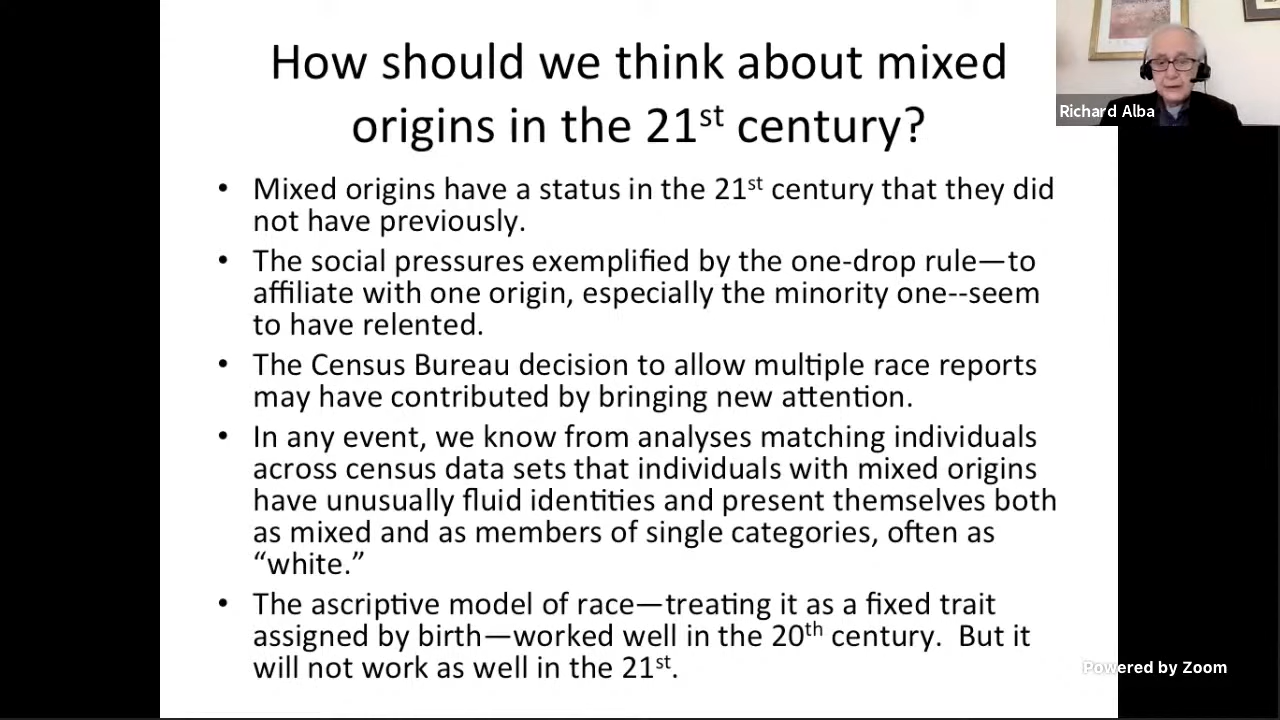 How should we think about mixed
origins in the 21st century?
• Mixed origins have a status in the 21st century that they did
not have previously.
• The social pressures exemplified by the one-drop rule—to
affiliate with one origin, especially the minority one--seem
to have relented.
• The Census Bureau decision to allow multiple race reports
may have contributed by bringing new attention.
• In any event, we know from analyses matching individuals
across census data sets that individuals with mixed origins
have unusually fluid identities and present themselves both
as mixed and as members of single categories, often as
“white.”
• The ascriptive model of race—treating it as a fixed trait
assigned by birth—worked well in the 20th century.  But it
will not work as well in the 21st.
Richard Alba
Powered by Zoom